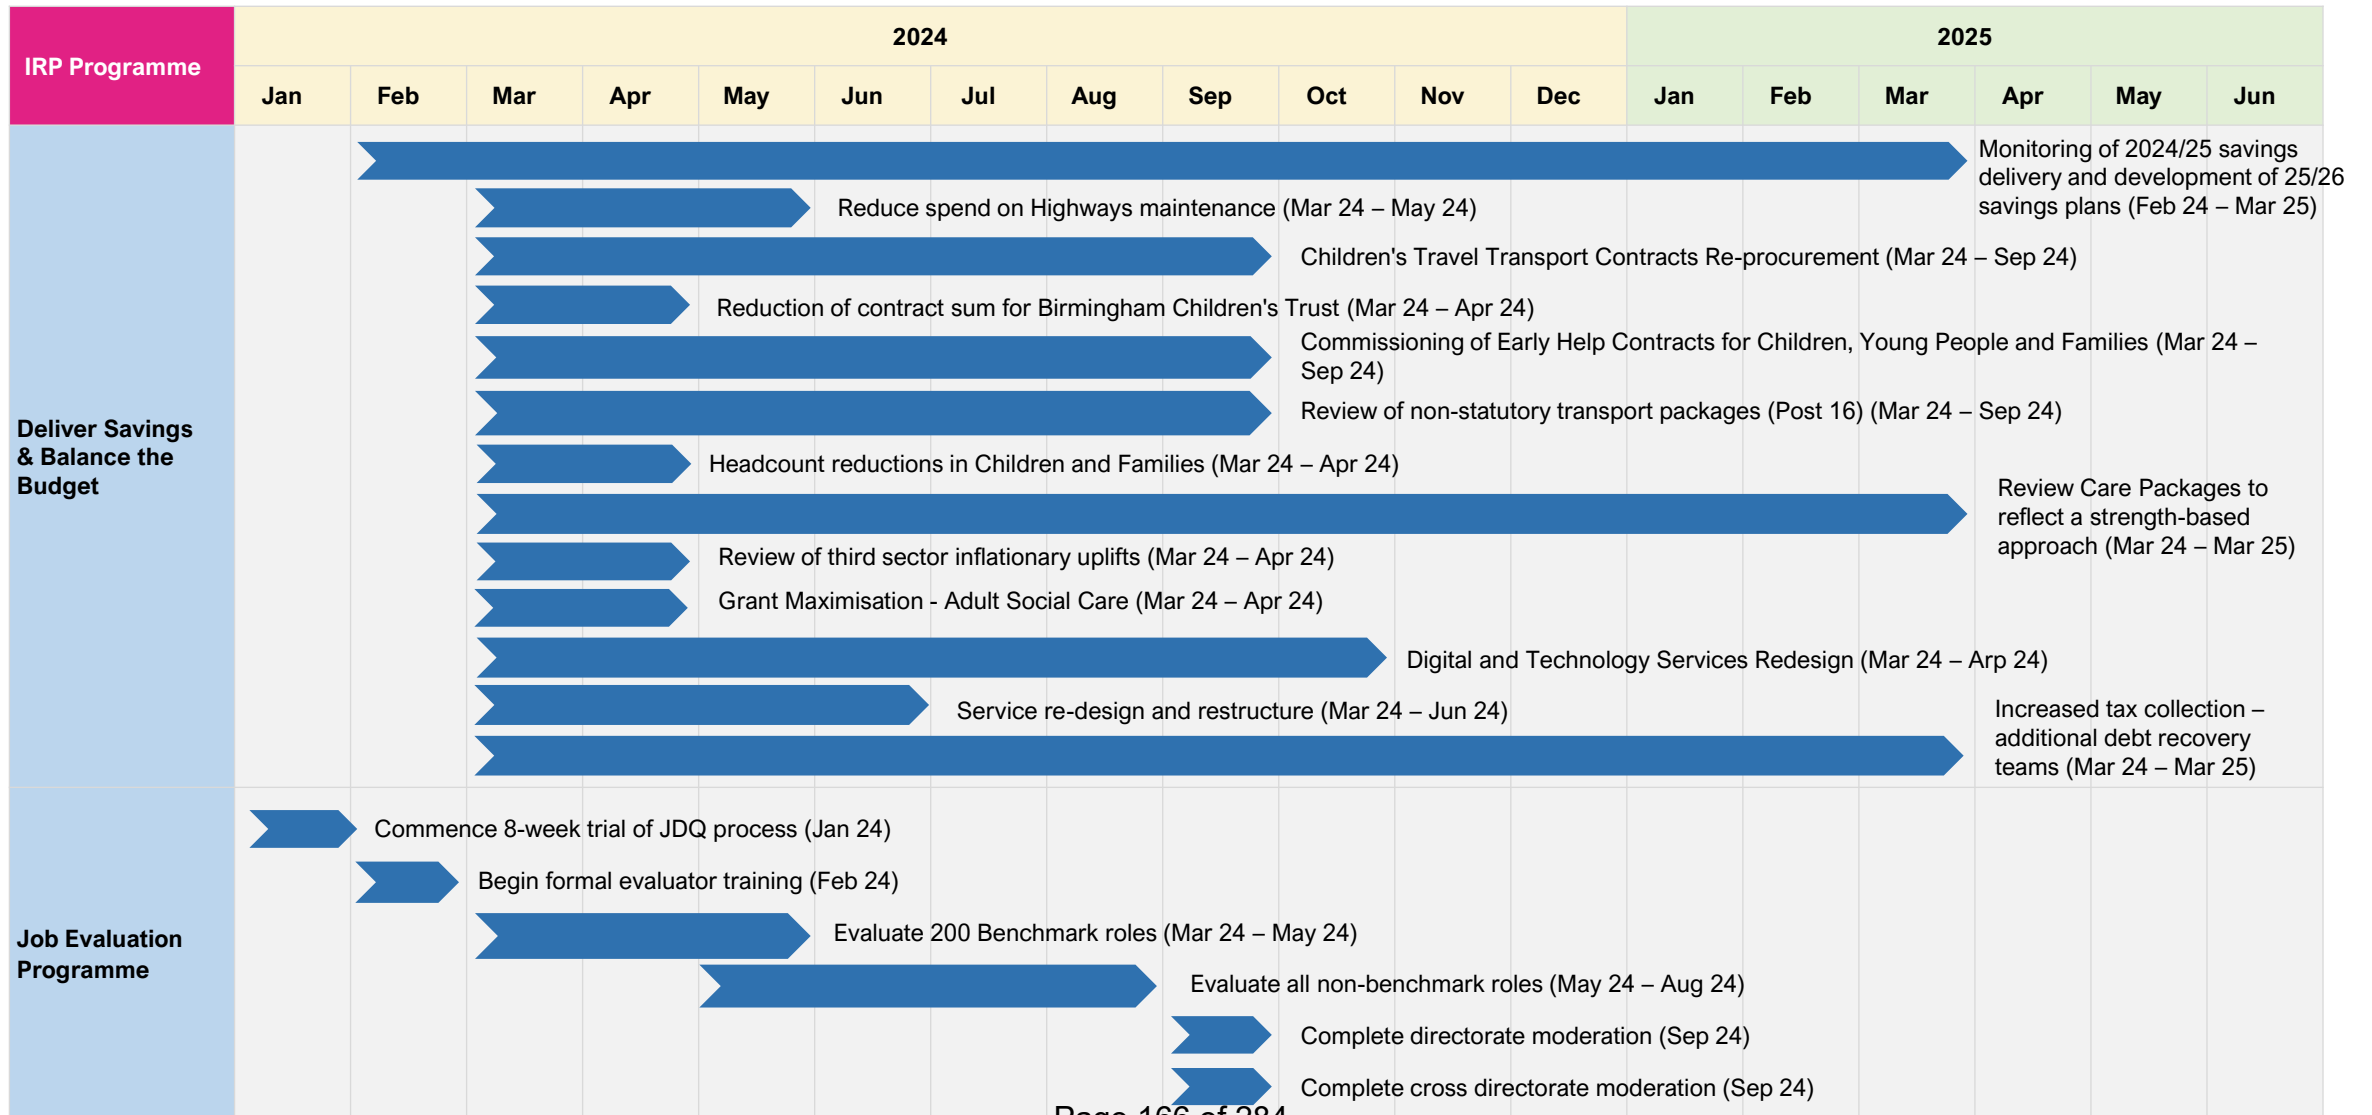 IRP Programme
2024
2025
Jan Feb Mar Apr May Jun Jul Aug Sep Oct Nov Dec Jan Feb Mar Apr May Jun
Deliver Savings
& Balance the
Budget
Monitoring of 2024/25 savings
delivery and development of 25/26
savings plans (Feb 24 – Mar 25)
Reduce spend on Highways maintenance (Mar 24 – May 24)
Children's Travel Transport Contracts Re-procurement (Mar 24 – Sep 24)
Reduction of contract sum for Birmingham Children's Trust (Mar 24 – Apr 24)
Commissioning of Early Help Contracts for Children, Young People and Families (Mar 24 –
Sep 24)
Review of non-statutory transport packages (Post 16) (Mar 24 – Sep 24)
Headcount reductions in Children and Families (Mar 24 – Apr 24)
Review Care Packages to
reflect a strength-based
approach (Mar 24 – Mar 25)
Review of third sector inflationary uplifts (Mar 24 – Apr 24)
Grant Maximisation - Adult Social Care (Mar 24 – Apr 24)
Digital and Technology Services Redesign (Mar 24 – Arp 24)
Service re-design and restructure (Mar 24 – Jun 24)
Increased tax collection –
additional debt recovery
teams (Mar 24 – Mar 25)
Job Evaluation
Programme
Commence 8-week trial of JDQ process (Jan 24)
Begin formal evaluator training (Feb 24)
Evaluate 200 Benchmark roles (Mar 24 – May 24)
Evaluate all non-benchmark roles (May 24 – Aug 24)
Complete directorate moderation (Sep 24)
Complete cross directorate moderation (Sep 24)
Page 166 of 284